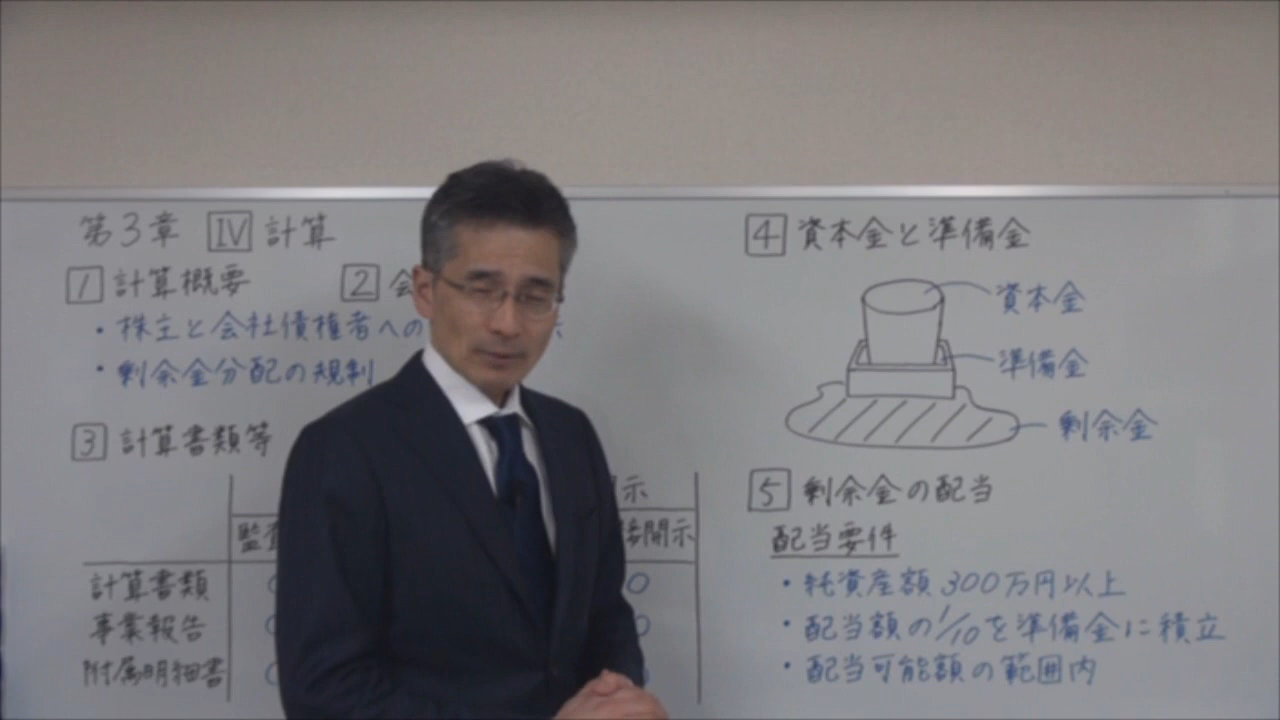 第3章 Ⅳ 計算
1 計算概要 2 会
・株主と会社債権者への
・剰余金分配の規制
3 計算書類等
示
監査 接開示
計算書類
事業報告
附属明細書
4 資本金と準備金
資本金
準備金
剰余金
5 剰余金の配当
配当要件
・純資産額300万円以上
・配当額の1/10を準備金に積立
・配当可能額の範囲内